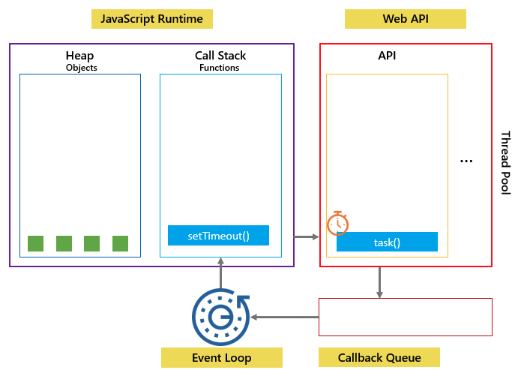 JavaScript Runtime
Web API
Heap
Objects
Call Stack
Functions
API
...
Thread Pool
setTimeout()
task()
Event Loop
Callback Queue